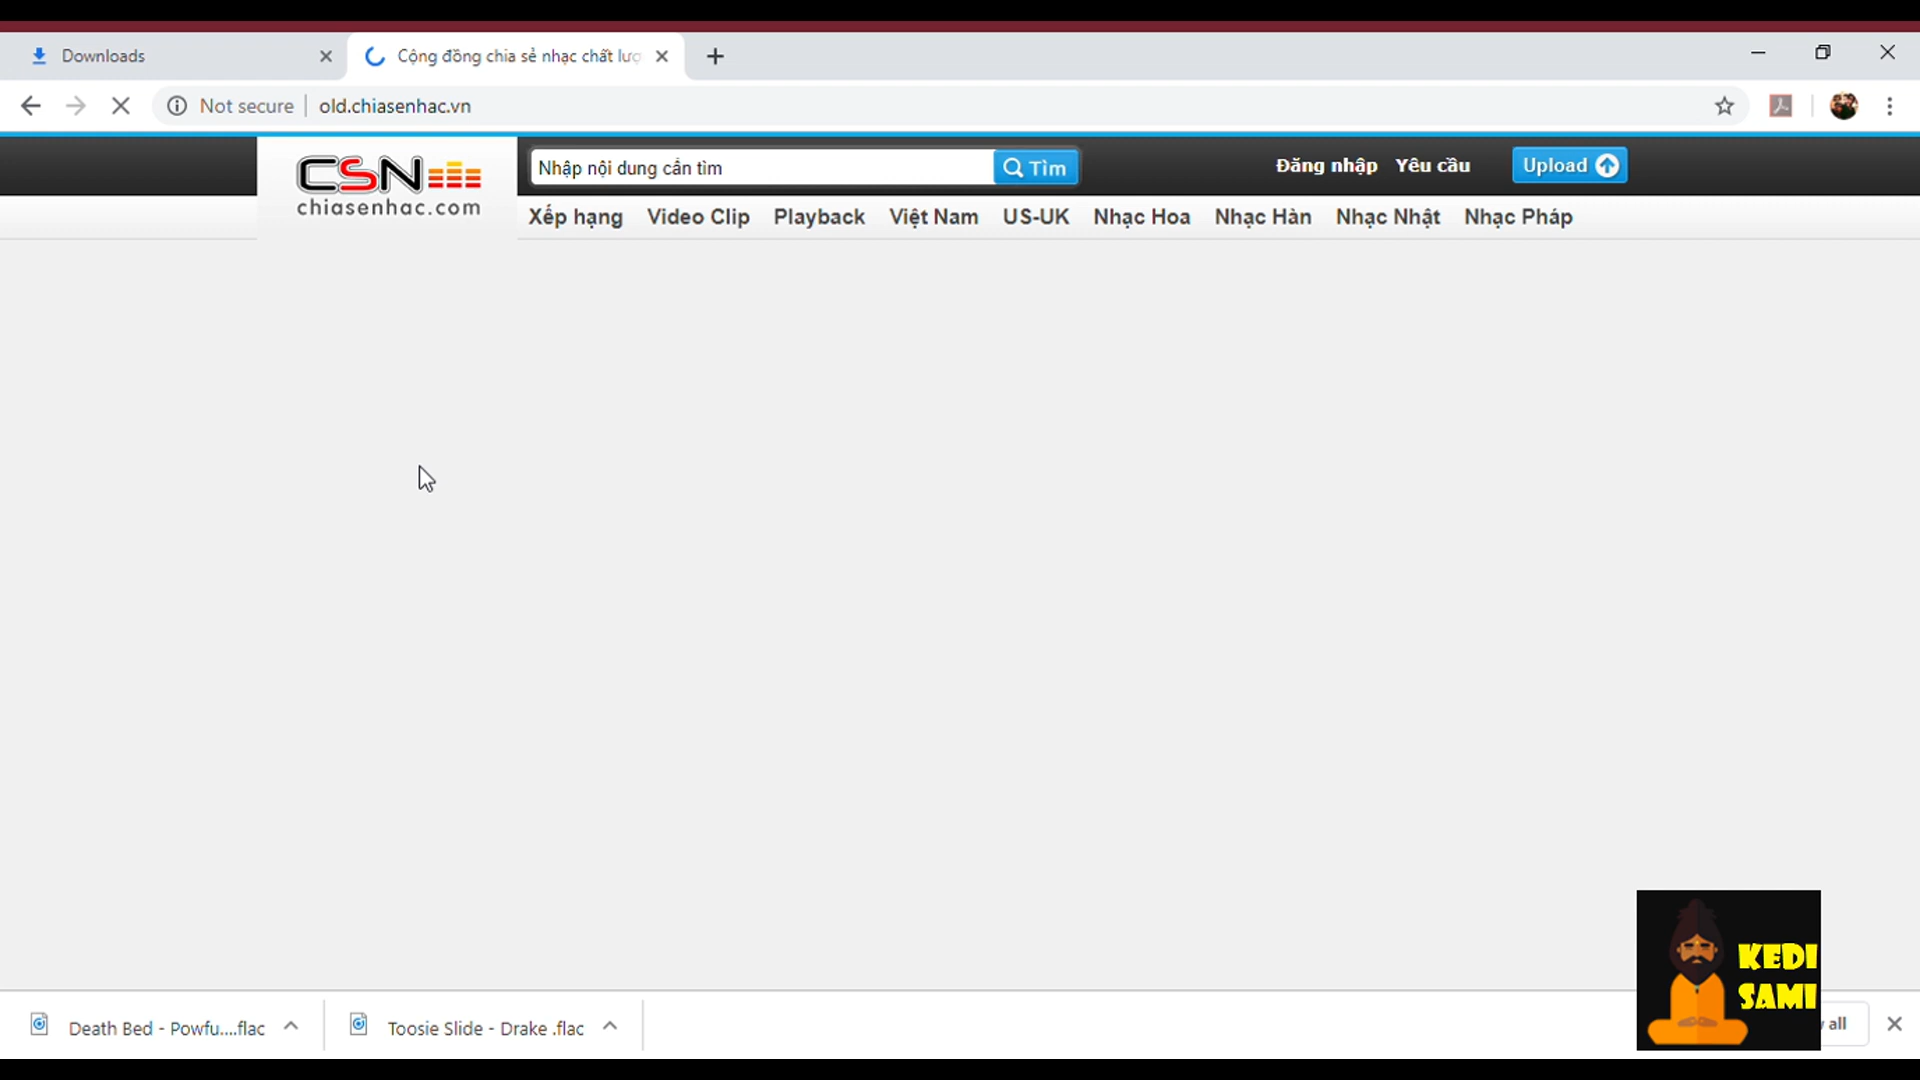 Downloads
Cộng đồng chia sẻ nhạc chất lượ
Not secure
old.chiasenhac.vn
CSN
chiasenhac.com
Nhập nội dung cần tìm
Tìm
Đăng nhập
Yêu cầu
Upload
Xếp hạng
Video Clip
Playback
Việt Nam
US-UK
Nhạc Hoa
Nhạc Hàn
Nhạc Nhật
Nhạc Pháp
KEDI
SAMI
Death Bed - Powfu....flac
Toosie Slide - Drake .flac
all